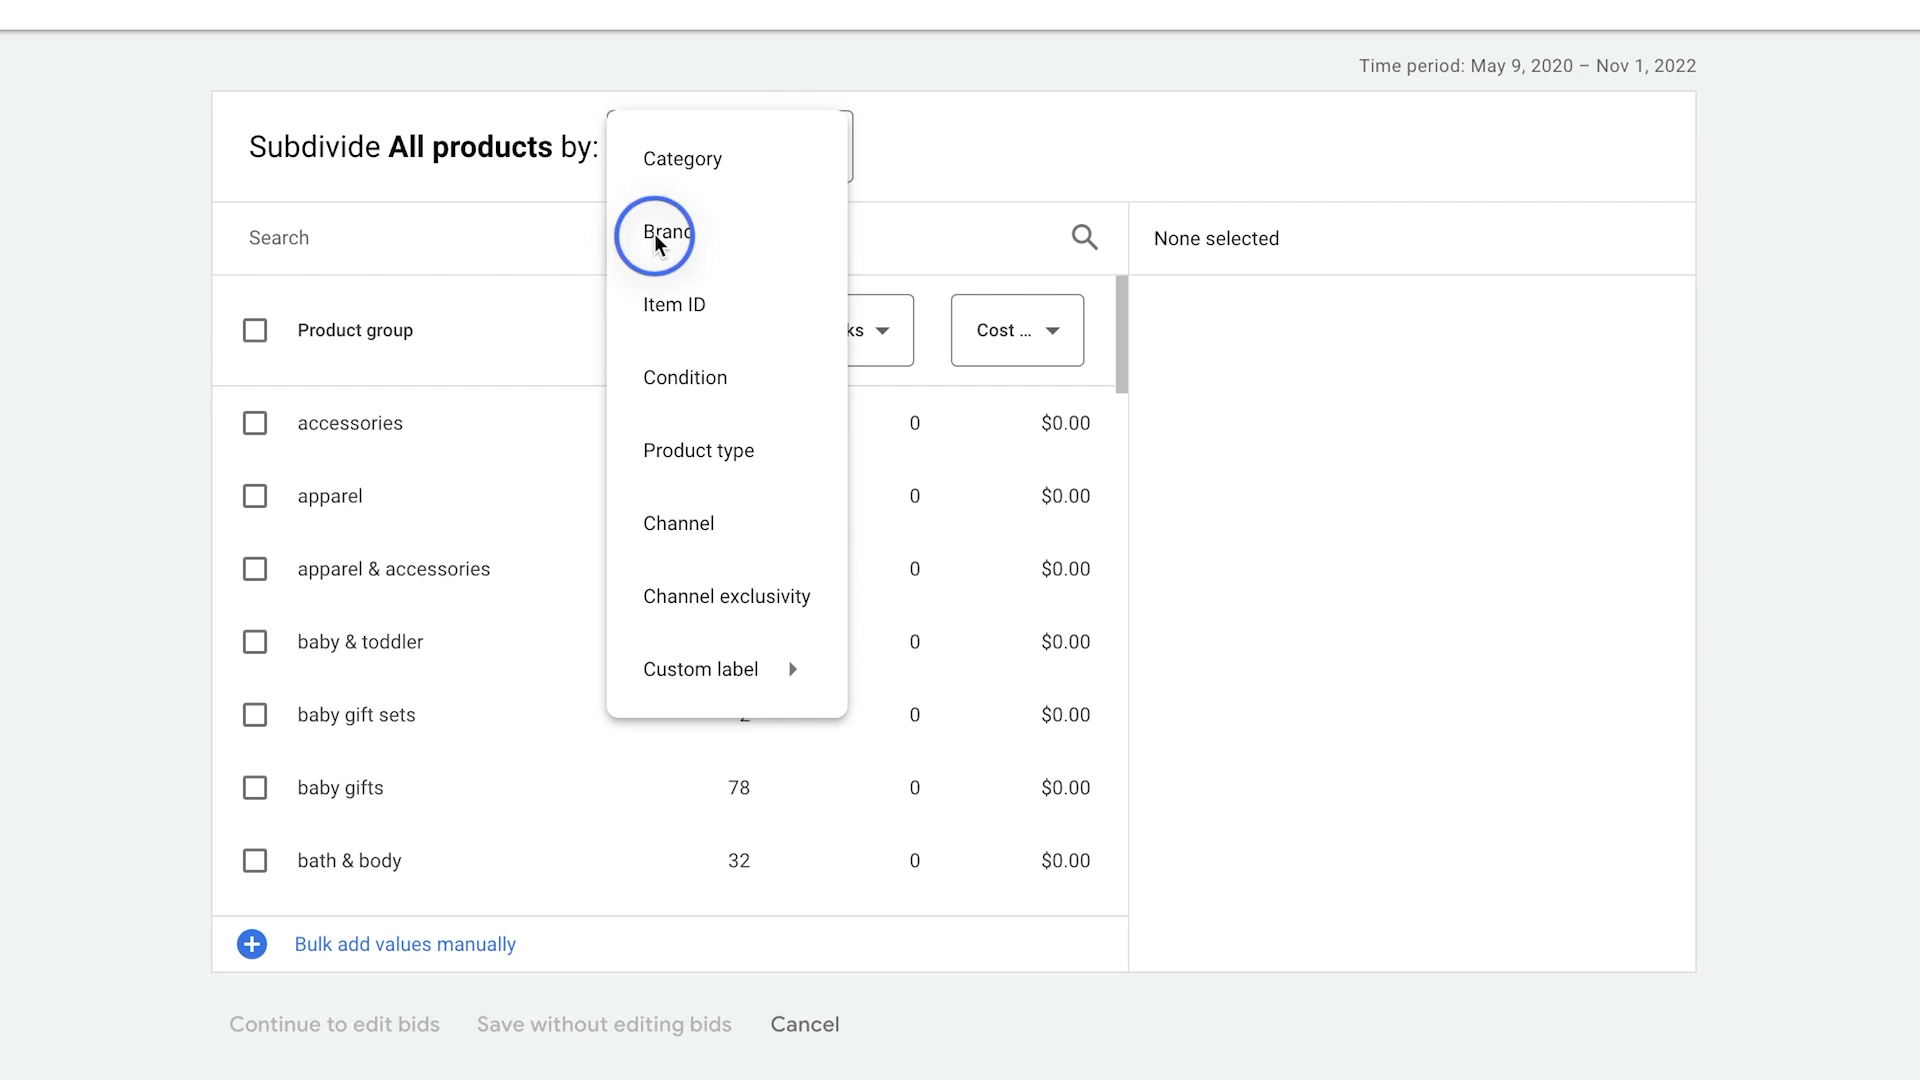 Time period: May 9, 2020 – Nov 1, 2022
Subdivide All products by:
Category
Brand
Item ID
Condition
Product type
Channel
Channel exclusivity
Custom label
Search
None selected
Product group
Cost ...
accessories 0 $0.00
apparel 0 $0.00
apparel & accessories 0 $0.00
baby & toddler 0 $0.00
baby gift sets 0 $0.00
baby gifts 78 0 $0.00
bath & body 32 0 $0.00
Bulk add values manually
Continue to edit bids Save without editing bids Cancel